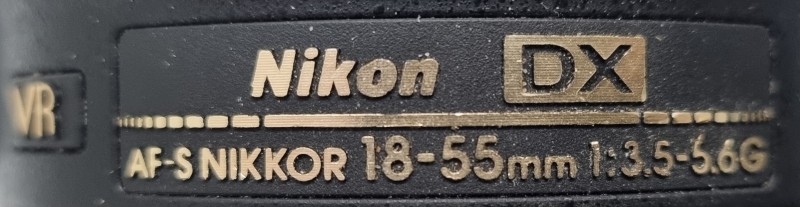 Nikon DX
VR
AF-S NIKKOR 18-55mm 1:3.5-5.6G